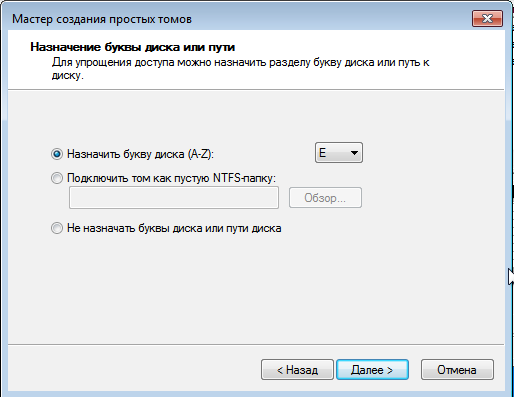 Мастер создания простых томов
Назначение буквы диска или пути
Для упрощения доступа можно назначить разделу букву диска или путь к
диску.
Назначить букву диска (A-Z):
E
Подключить том как пустую NTFS-папку:
Обзор...
Не назначать буквы диска или пути диска
< Назад
Далее >
Отмена